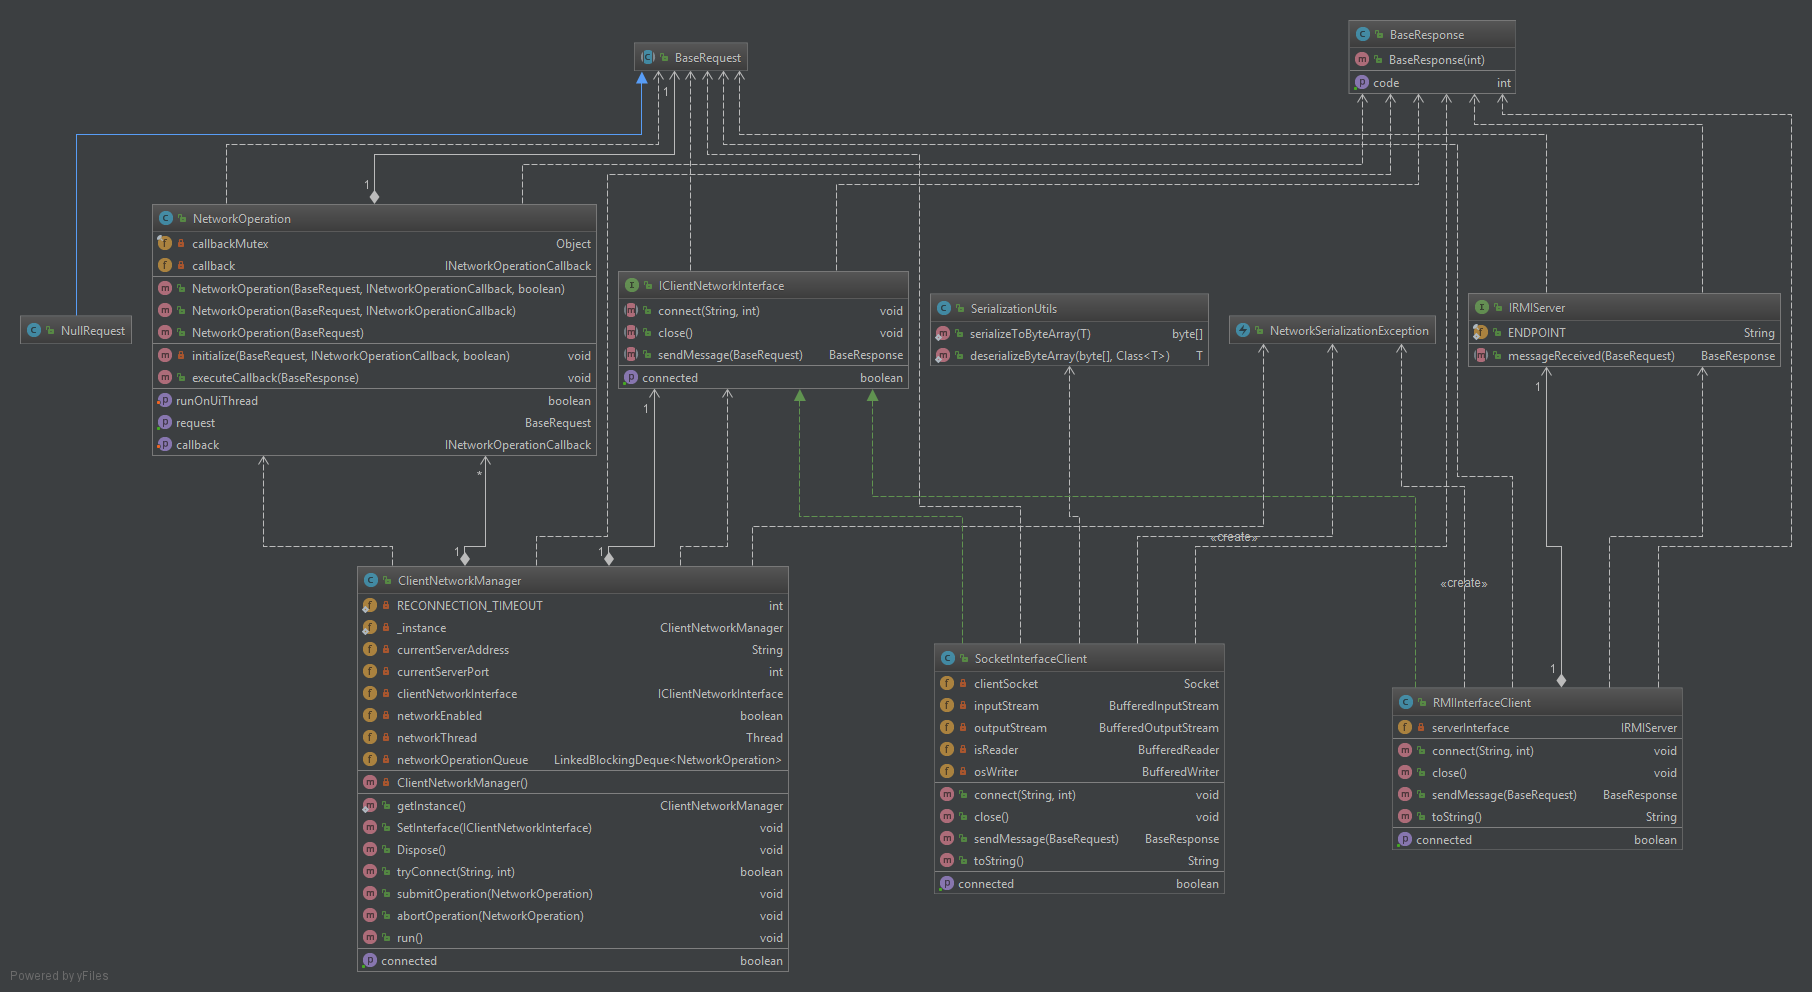 BaseRequest
1
BaseResponse
BaseResponse(int)
code int
1
NetworkOperation
callbackMutex Object
callback INetworkOperationCallback
NetworkOperation(BaseRequest, INetworkOperationCallback, boolean)
NetworkOperation(BaseRequest, INetworkOperationCallback)
NetworkOperation(BaseRequest)
initialize(BaseRequest, INetworkOperationCallback, boolean) void
executeCallback(BaseResponse) void
runOnUiThread boolean
request BaseRequest
callback INetworkOperationCallback
NullRequest
IClientNetworkInterface
connect(String, int) void
close() void
sendMessage(BaseRequest) BaseResponse
connected boolean
SerializationUtils
serializeToByteArray(T) byte[]
deserializeByteArray(byte[], Class<T>) T
NetworkSerializationException
IRMIServer
ENDPOINT String
messageReceived(BaseRequest) BaseResponse
1
1
*
1
1
«create»
«create»
1
ClientNetworkManager
RECONNECTION_TIMEOUT int
_instance ClientNetworkManager
currentServerAddress String
currentServerPort int
clientNetworkInterface IClientNetworkInterface
networkEnabled boolean
networkThread Thread
networkOperationQueue LinkedBlockingDeque<NetworkOperation>
ClientNetworkManager()
getInstance() ClientNetworkManager
SetInterface(IClientNetworkInterface) void
Dispose() void
tryConnect(String, int) boolean
submitOperation(NetworkOperation) void
abortOperation(NetworkOperation) void
run() void
connected boolean
SocketInterfaceClient
clientSocket Socket
inputStream BufferedInputStream
outputStream BufferedOutputStream
isReader BufferedReader
osWriter BufferedWriter
connect(String, int) void
close() void
sendMessage(BaseRequest) BaseResponse
toString() String
connected boolean
RMIInterfaceClient
serverInterface IRMIServer
connect(String, int) void
close() void
sendMessage(BaseRequest) BaseResponse
toString() String
connected boolean
Powered by yFiles